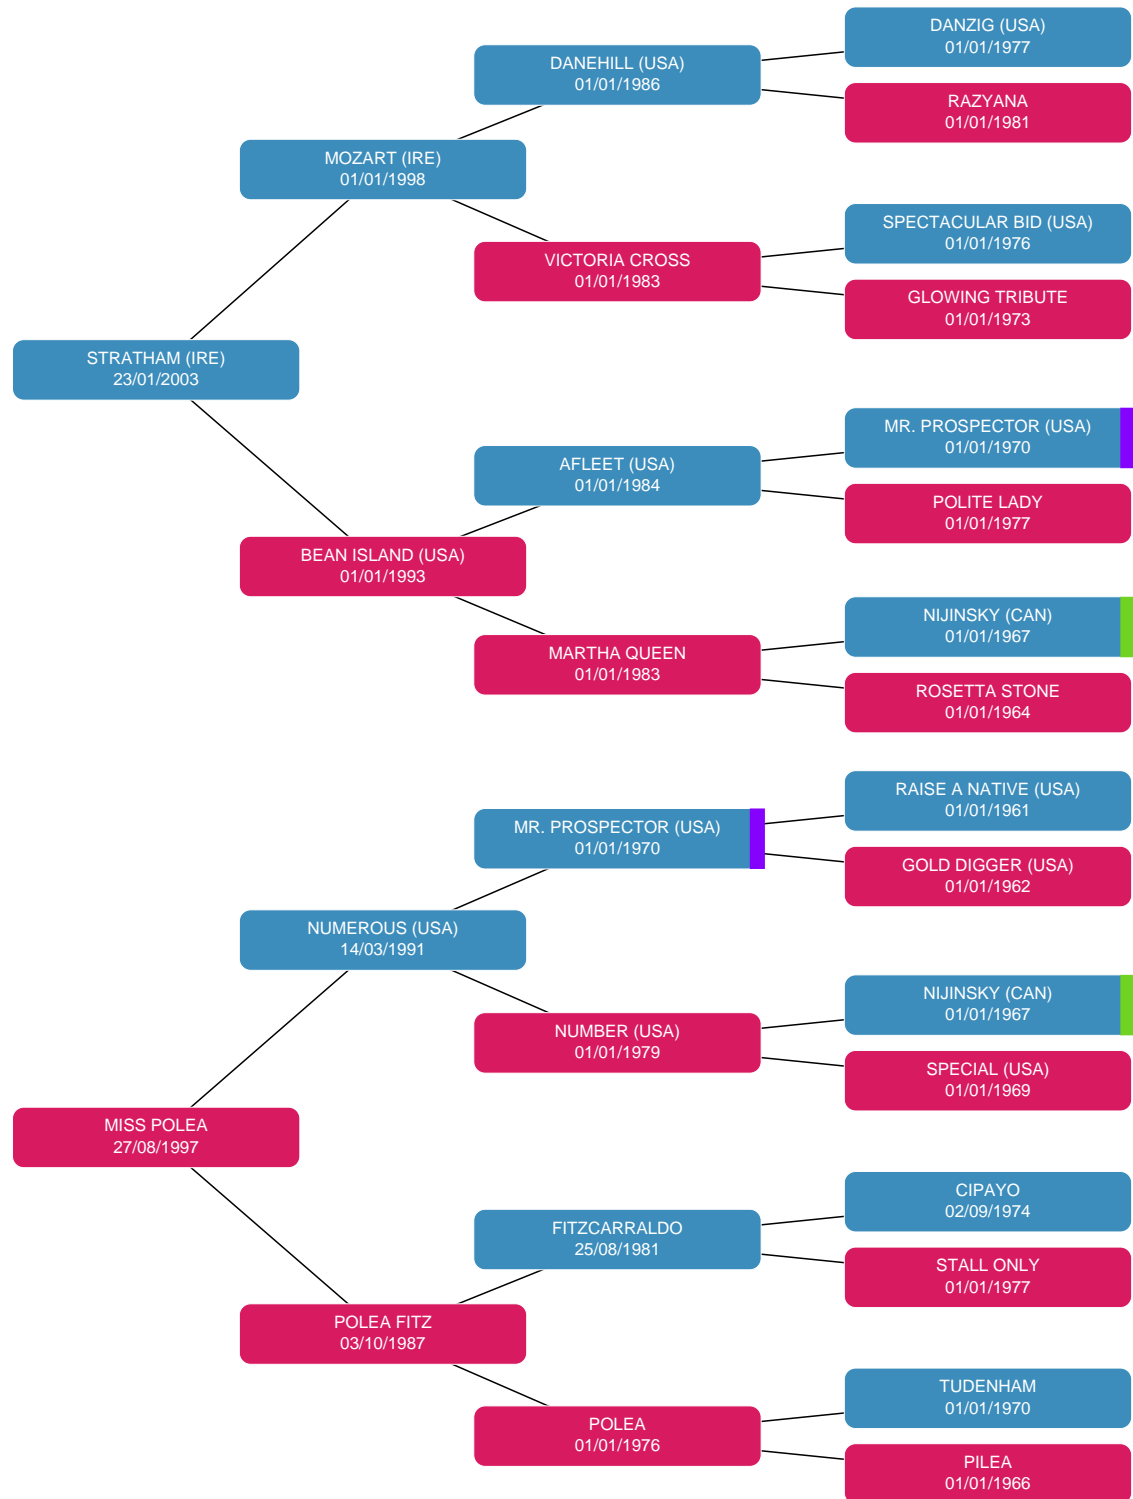 DANZIG (USA)
01/01/1977
DANEHILL (USA)
01/01/1986
RAZYANA
01/01/1981
MOZART (IRE)
01/01/1998
SPECTACULAR BID (USA)
01/01/1976
VICTORIA CROSS
01/01/1983
GLOWING TRIBUTE
01/01/1973
STRATHAM (IRE)
23/01/2003
MR. PROSPECTOR (USA)
01/01/1970
AFLEET (USA)
01/01/1984
POLITE LADY
01/01/1977
BEAN ISLAND (USA)
01/01/1993
NIJINSKY (CAN)
01/01/1967
MARTHA QUEEN
01/01/1983
ROSETTA STONE
01/01/1964
RAISE A NATIVE (USA)
01/01/1961
MR. PROSPECTOR (USA)
01/01/1970
GOLD DIGGER (USA)
01/01/1962
NUMEROUS (USA)
14/03/1991
NIJINSKY (CAN)
01/01/1967
NUMBER (USA)
01/01/1979
SPECIAL (USA)
01/01/1969
MISS POLEA
27/08/1997
CIPAYO
02/09/1974
FITZCARRALDO
25/08/1981
STALL ONLY
01/01/1977
POLEA FITZ
03/10/1987
TUDENHAM
01/01/1970
POLEA
01/01/1976
PILEA
01/01/1966